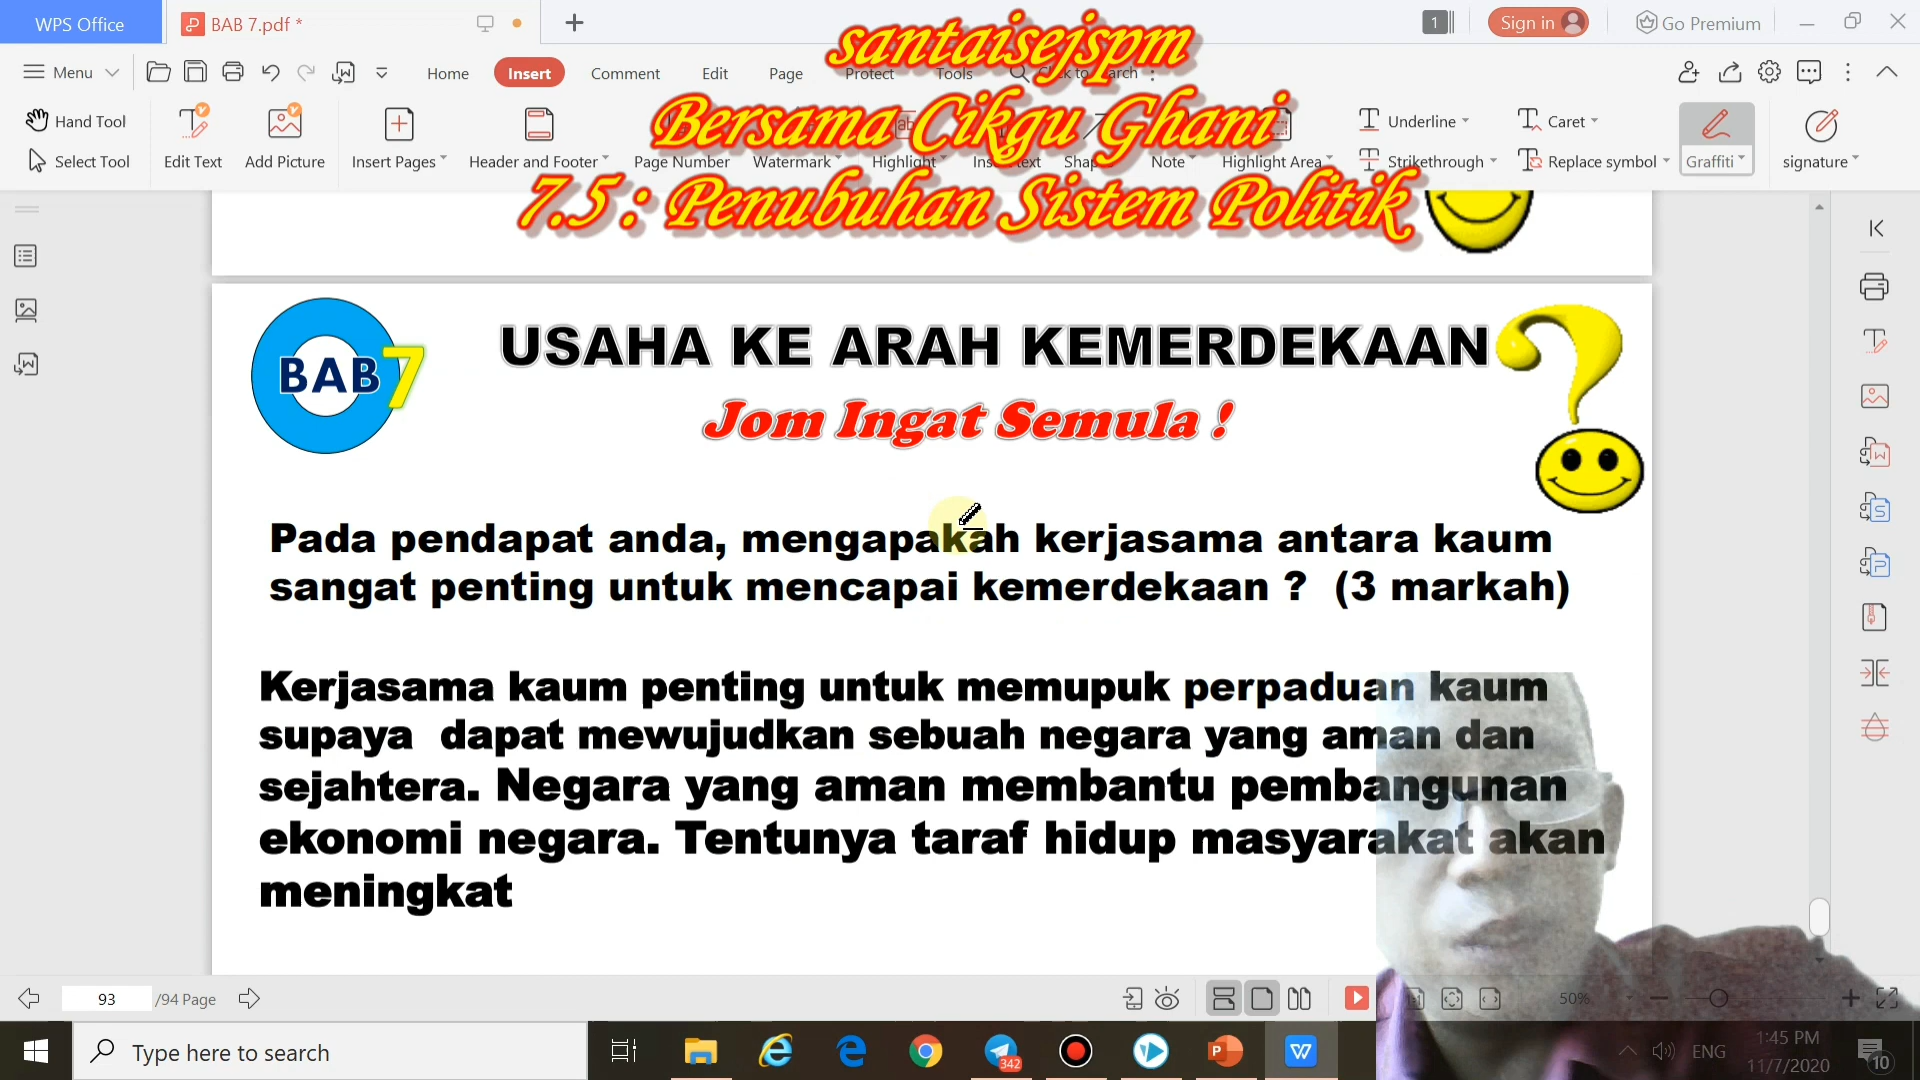 WPS Office
BAB 7.pdf *
1
Sign in
Go Premium
santaisejspm
Menu
Home
Insert
Comment
Edit
Page
Protect
Tools
Bersama Cikgu Ghani
Hand Tool
Underline
Caret
Select Tool
Edit Text
Add Picture
Insert Pages
Header and Footer
Page Number
Watermark
Highlight
Note
Highlight Area
Strikethrough
Replace symbol
Graffiti
signature
7.5 : Penubuhan Sistem Politik
BAB 7
USAHA KE ARAH KEMERDEKAAN
Jom Ingat Semula !
Pada pendapat anda, mengapakah kerjasama antara kaum
sangat penting untuk mencapai kemerdekaan ? (3 markah)
Kerjasama kaum penting untuk memupuk perpaduan kaum
supaya dapat mewujudkan sebuah negara yang aman dan
sejahtera. Negara yang aman membantu pembangunan
ekonomi negara. Tentunya taraf hidup masyarakat akan
meningkat
93
/94 Page
50%
Type here to search
342
ENG
1:45 PM
11/7/2020
10